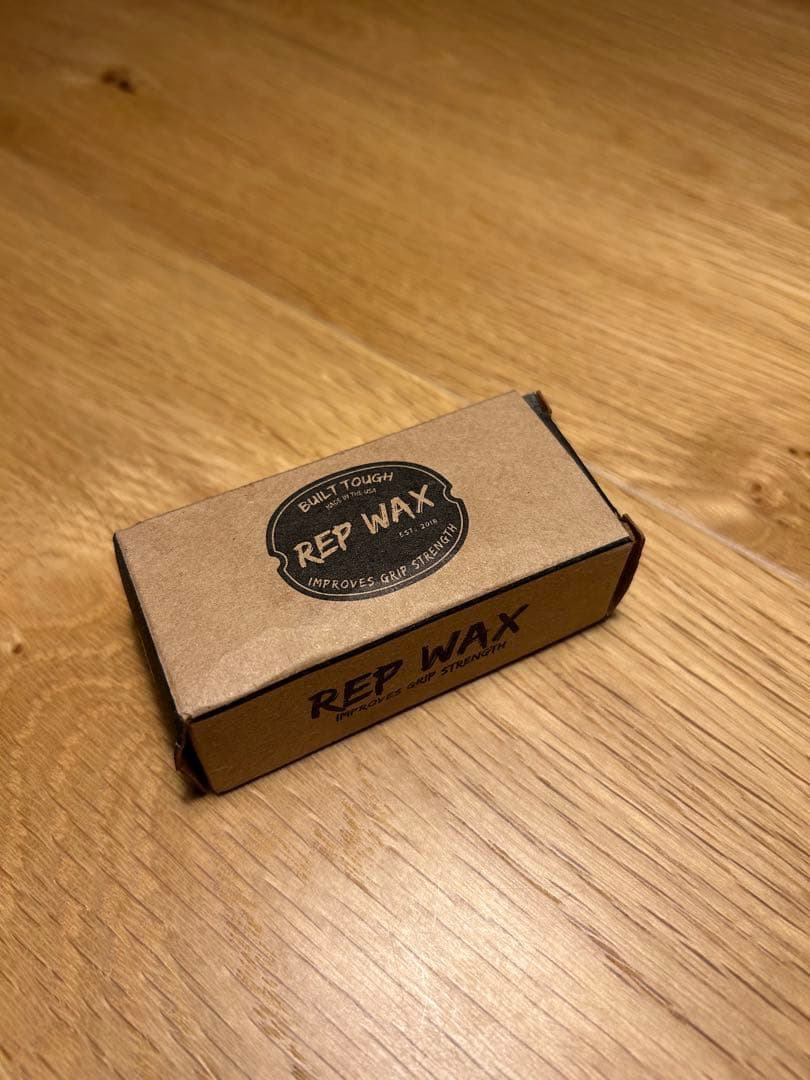 BUILT TOUGH
MADE IN THE USA
REP WAX
EST. 2018
IMPROVES GRIP STRENGTH
REP WAX
IMPROVES GRIP STRENGTH